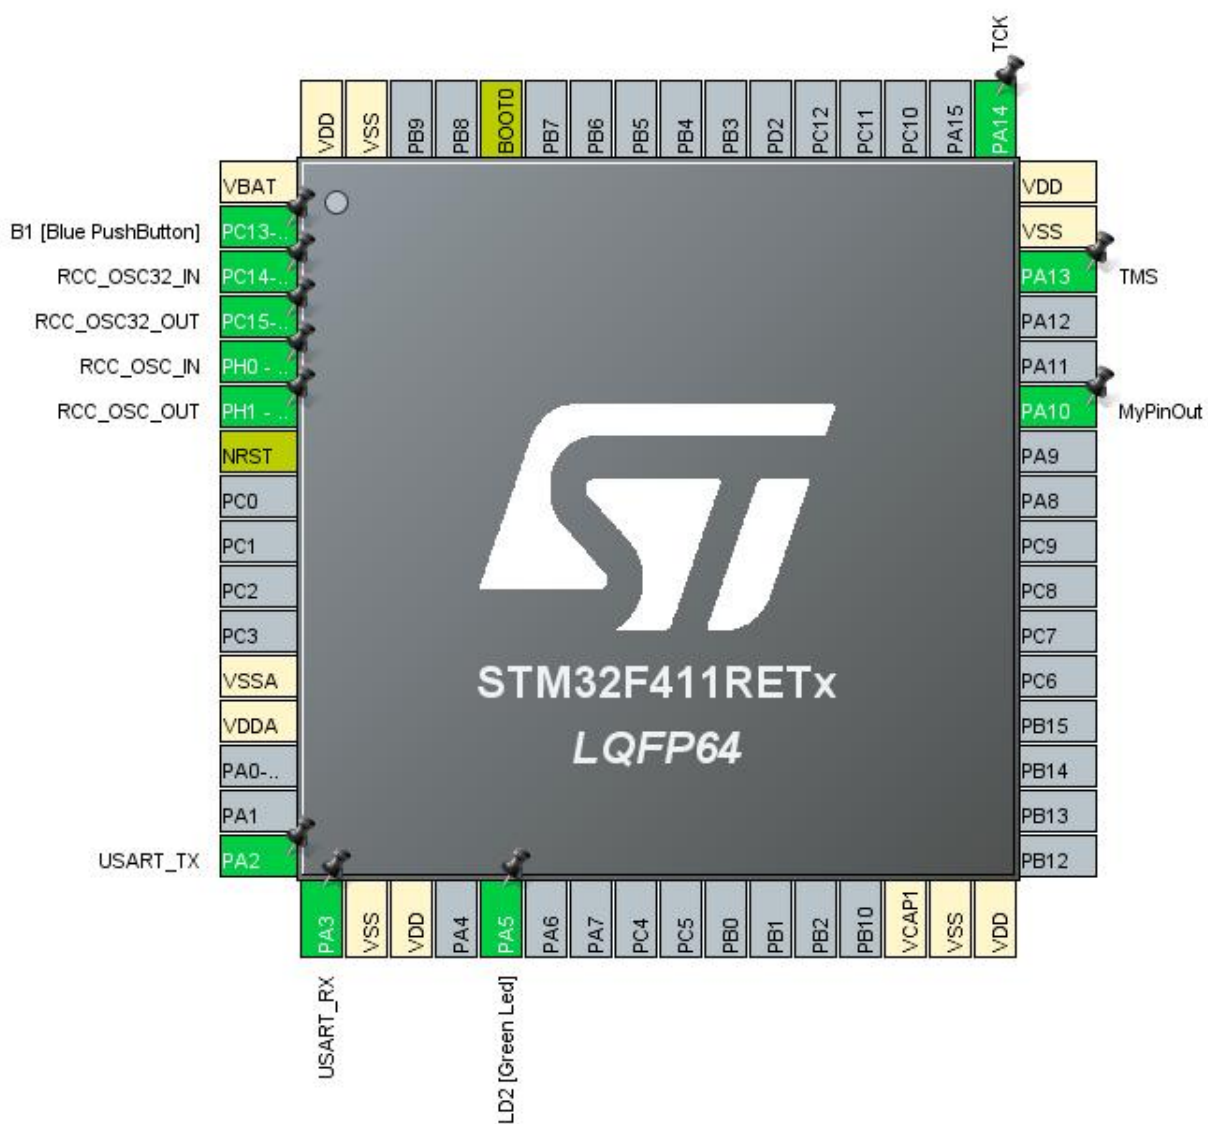 TCK
VDD
VSS
PB9
PB8
BOOT0
PB7
PB6
PB5
PB4
PB3
PD2
PC12
PC11
PC10
PA15
PA14
VBAT
B1 [Blue PushButton] PC13-..
RCC_OSC32_IN PC14-..
RCC_OSC32_OUT PC15-..
RCC_OSC_IN PH0 - ..
RCC_OSC_OUT PH1 - ..
NRST
PC0
PC1
PC2
PC3
VSSA
VDDA
PA0-..
PA1
USART_TX PA2
STM32F411RETx
LQFP64
VDD
VSS
PA13 TMS
PA12
PA11
PA10 MyPinOut
PA9
PA8
PC9
PC8
PC7
PC6
PB15
PB14
PB13
PB12
PA3
VSS
VDD
PA4
PA5
PA6
PA7
PC4
PC5
PB0
PB1
PB2
PB10
VCAP1
VSS
VDD
USART_RX
LD2 [Green Led]